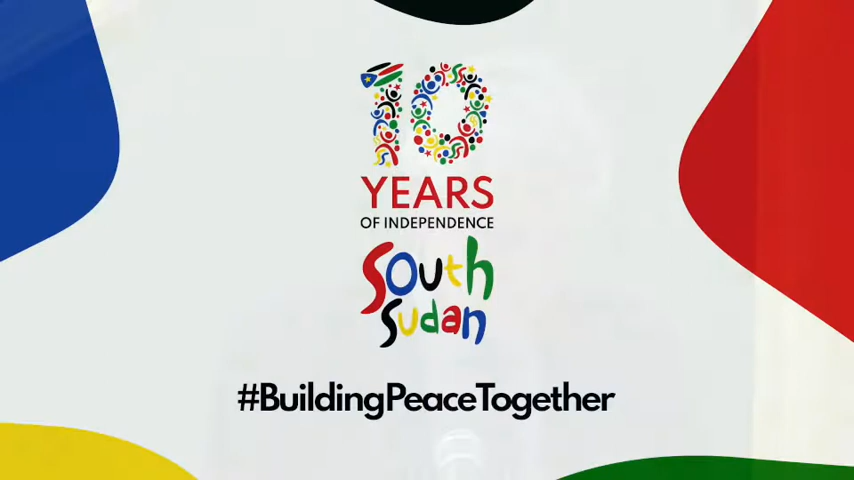 10
YEARS
OF INDEPENDENCE
South
Sudan
#BuildingPeaceTogether